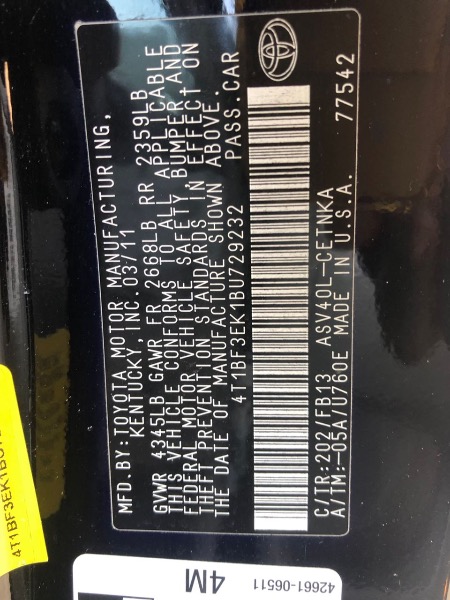 MFD. BY: TOYOTA MOTOR MANUFACTURING,
KENTUCKY, INC. 03/11
GVWR 4345LB GAWR FR 2668LB RR 2359LB
THIS VEHICLE CONFORMS TO ALL APPLICABLE
FEDERAL MOTOR VEHICLE SAFETY, BUMPER AND
THEFT PREVENTION STANDARDS IN EFFECT ON
THE DATE OF MANUFACTURE SHOWN ABOVE.
4T1BF3EK1BU729232 PASS. CAR
C/TR:202/FB13 ASV40L-CETNKA
A/TM:-05A/U760E MADE IN U.S.A. 77542
4T1BF3EK1BU72
4M
42661-06511